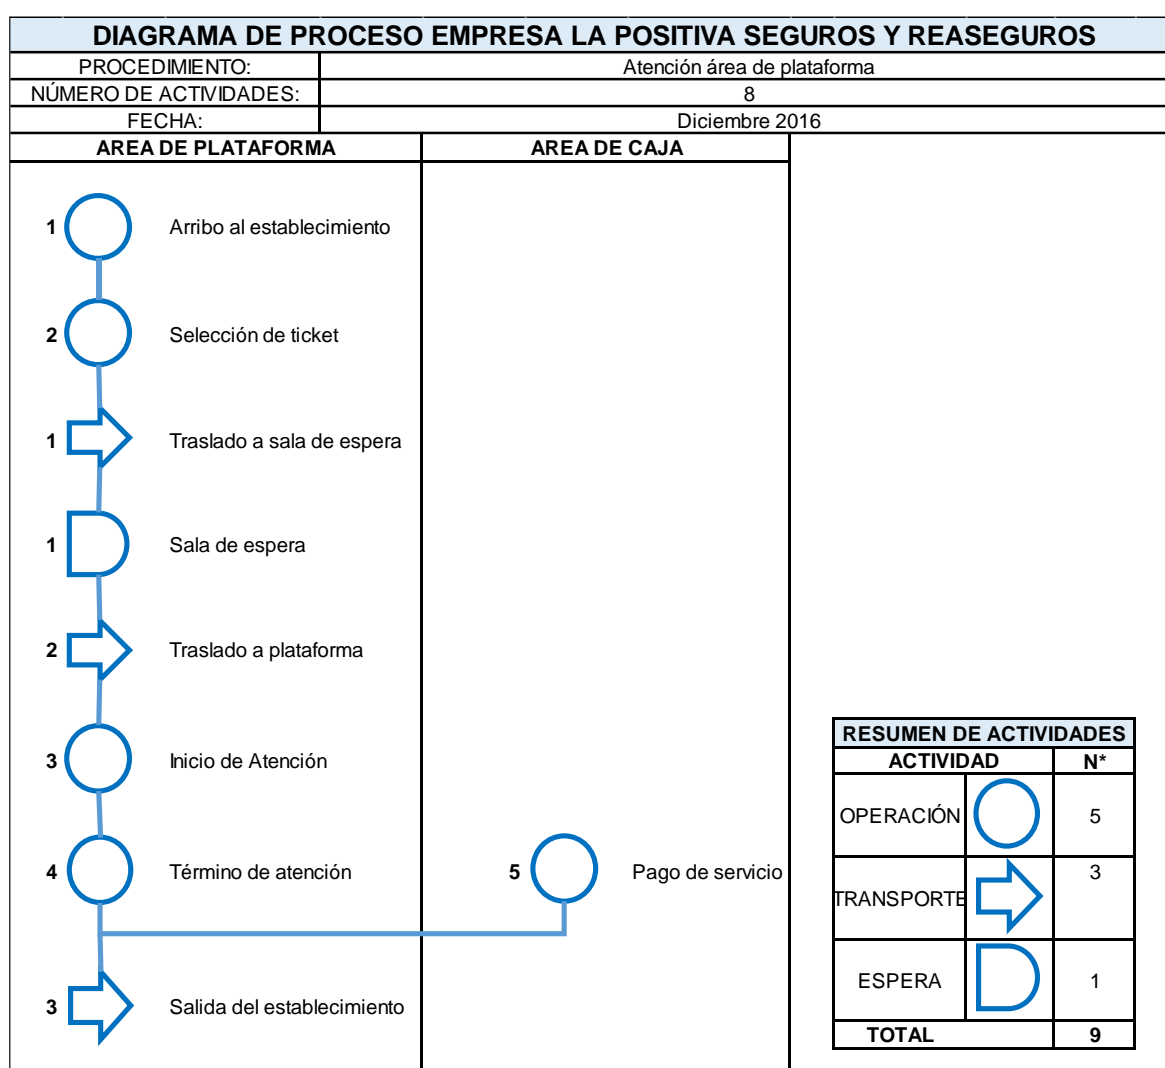 DIAGRAMA DE PROCESO EMPRESA LA POSITIVA SEGUROS Y REASEGUROS
PROCEDIMIENTO: Atención área de plataforma
NÚMERO DE ACTIVIDADES: 8
FECHA: Diciembre 2016
AREA DE PLATAFORMA AREA DE CAJA
1 Arribo al establecimiento
2 Selección de ticket
1 Traslado a sala de espera
1 Sala de espera
2 Traslado a plataforma
3 Inicio de Atención
4 Término de atención 5 Pago de servicio
3 Salida del establecimiento
RESUMEN DE ACTIVIDADES
ACTIVIDAD N*
OPERACIÓN 5
TRANSPORTE 3
ESPERA 1
TOTAL 9